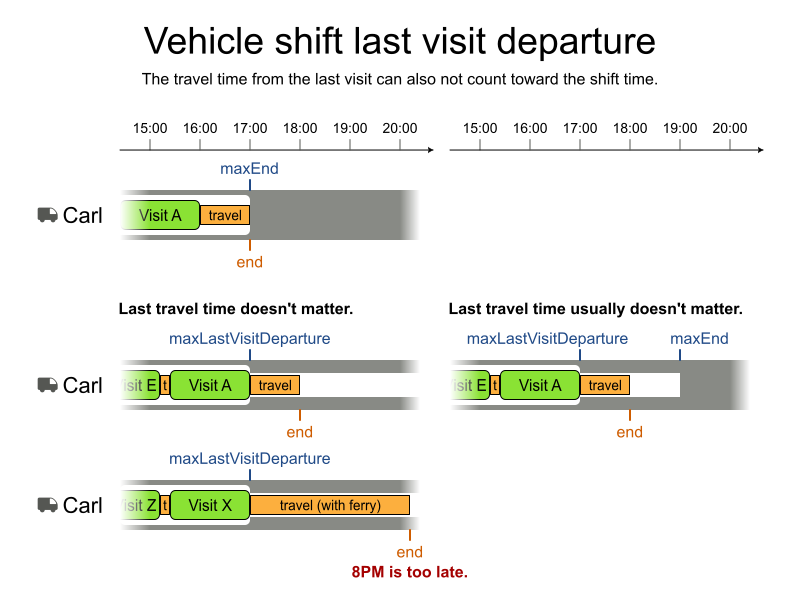 Vehicle shift last visit departure
The travel time from the last visit can also not count toward the shift time.
15:00 16:00 17:00 18:00 19:00 20:00 15:00 16:00 17:00 18:00 19:00 20:00
maxEnd
Carl Visit A travel
end
Last travel time doesn't matter. Last travel time usually doesn't matter.
maxLastVisitDeparture maxLastVisitDeparture maxEnd
Carl isit E t Visit A travel isit E t Visit A travel
end end
maxLastVisitDeparture
Carl isit Z t Visit X travel (with ferry)
end
8PM is too late.